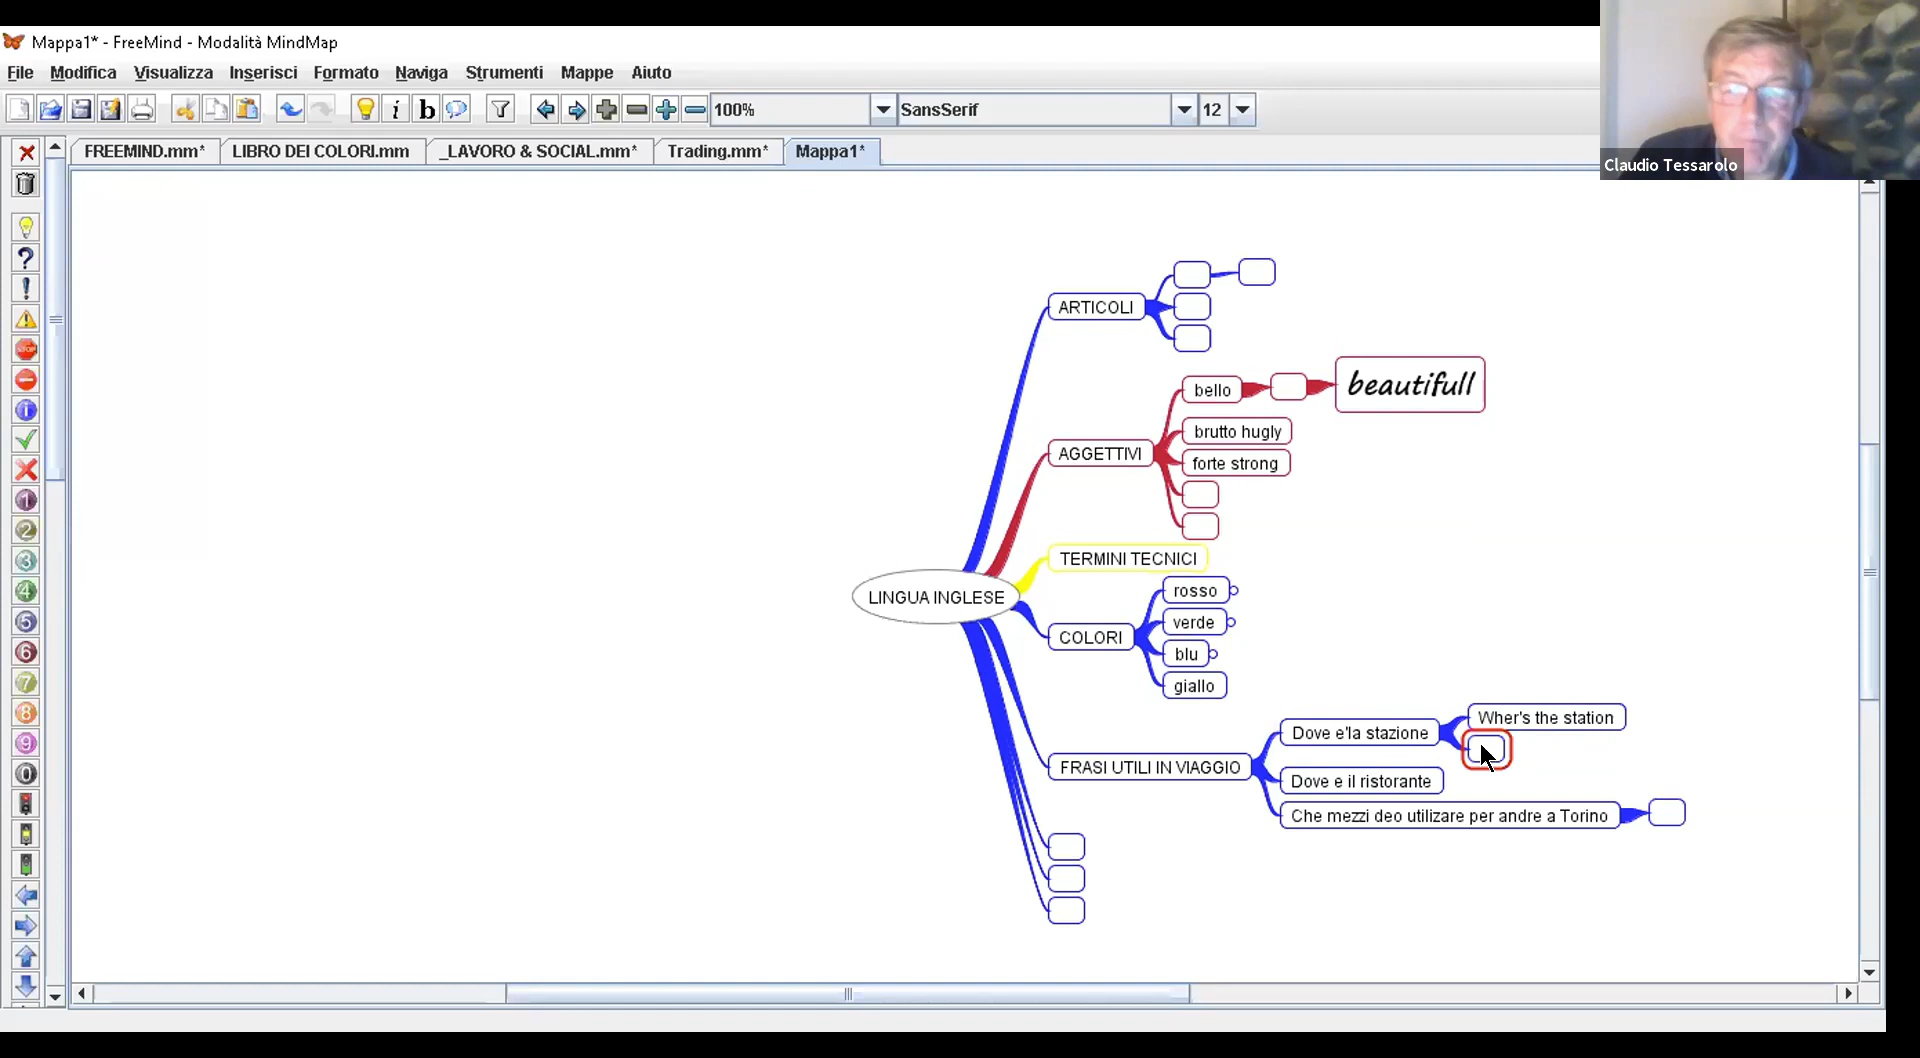 Mappa1* - FreeMind - Modalità MindMap
File Modifica Visualizza Inserisci Formato Naviga Strumenti Mappe Aiuto
100% SansSerif 12
FREEMIND.mm* LIBRO DEI COLORI.mm _LAVORO & SOCIAL.mm* Trading.mm* Mappa1*
Claudio Tessarolo
LINGUA INGLESE
ARTICOLI
AGGETTIVI
bello
beautifull
brutto hugly
forte strong
TERMINI TECNICI
COLORI
rosso
verde
blu
giallo
FRASI UTILI IN VIAGGIO
Dove e'la stazione
Wher's the station
Dove e il ristorante
Che mezzi deo utilizare per andre a Torino